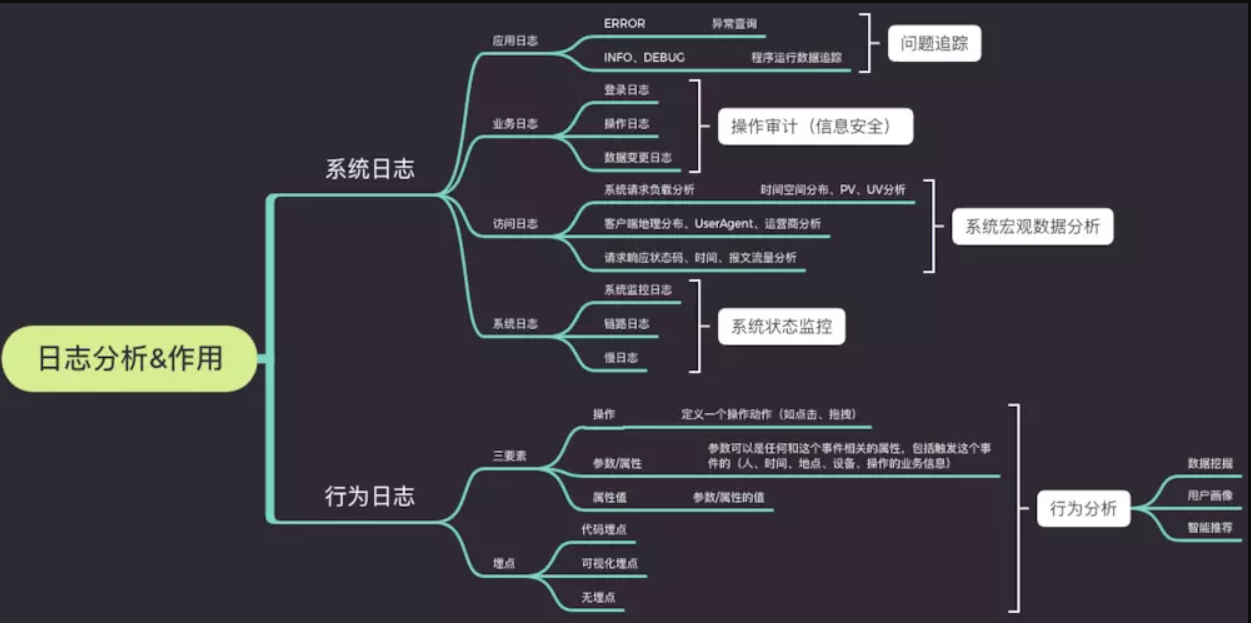 日志分析&作用
系统日志
应用日志
ERROR 异常查询
INFO、DEBUG 程序运行数据追踪
问题追踪
业务日志
登录日志
操作日志
数据变更日志
操作审计（信息安全）
访问日志
系统请求负载分析 时间空间分布、PV、UV分析
客户端地理分布、UserAgent、运营商分析
请求响应状态码、时间、报文流量分析
系统宏观数据分析
系统日志
系统监控日志
链路日志
慢日志
系统状态监控
行为日志
三要素
操作 定义一个操作动作（如点击、拖拽）
参数/属性
参数可以是任何和这个事件相关的属性，包括触发这个事
件的（人、时间、地点、设备、操作的业务信息）
属性值 参数/属性的值
埋点
代码埋点
可视化埋点
无埋点
行为分析
数据挖掘
用户画像
智能推荐